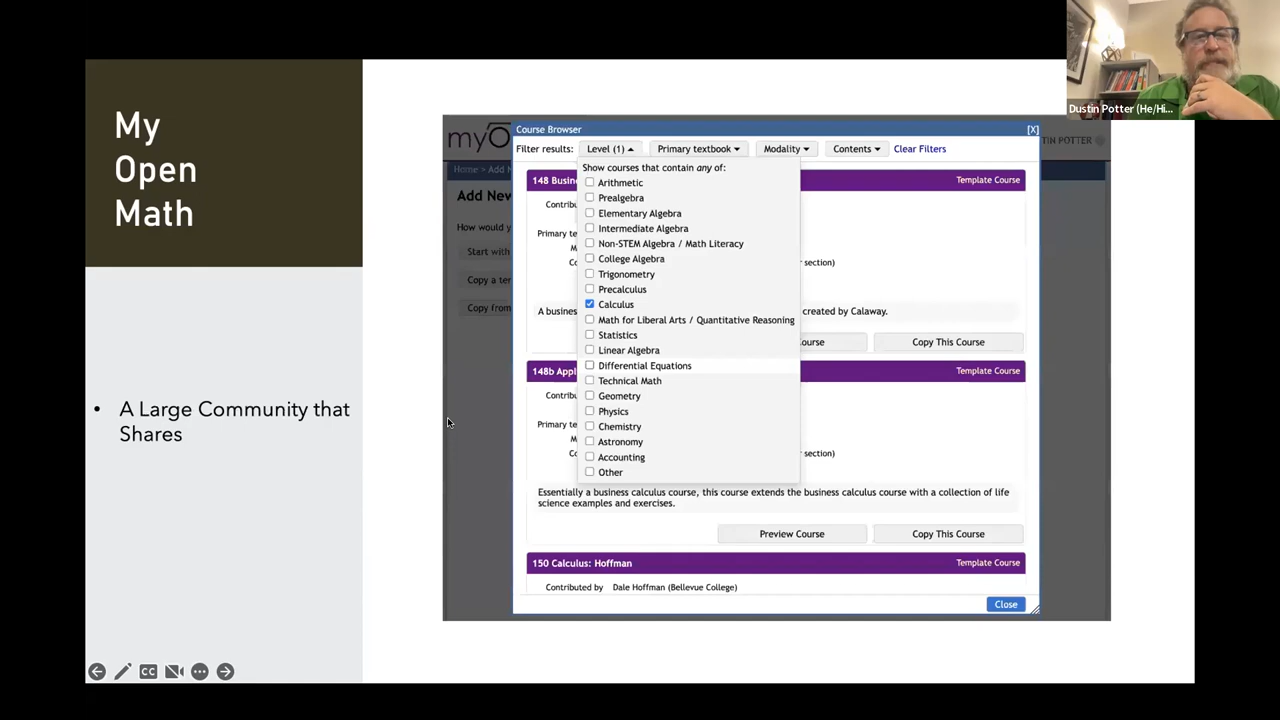 My
Open
Math
• A Large Community that
Shares
Dustin Potter (He/Hi...
myO
TIN POTTER
Home > Add N
Add New
How would y
Start with
Copy a ter
Copy from
Course Browser
[X]
Filter results: Level (1) Primary textbook Modality Contents Clear Filters
Show courses that contain any of:
Arithmetic
Prealgebra
Elementary Algebra
Intermediate Algebra
Non-STEM Algebra / Math Literacy
College Algebra
Trigonometry
Precalculus
Calculus
Math for Liberal Arts / Quantitative Reasoning
Statistics
Linear Algebra
Differential Equations
Technical Math
Geometry
Physics
Chemistry
Astronomy
Accounting
Other
148 Busin
Template Course
Contribu
Primary te
M
Co
r section)
A busines
created by Calaway.
ourse
Copy This Course
148b Appl
Template Course
Contribu
Primary te
M
Co
r section)
Essentially a business calculus course, this course extends the business calculus course with a collection of life
science examples and exercises.
Preview Course
Copy This Course
150 Calculus: Hoffman
Template Course
Contributed by Dale Hoffman (Bellevue College)
Close
CC